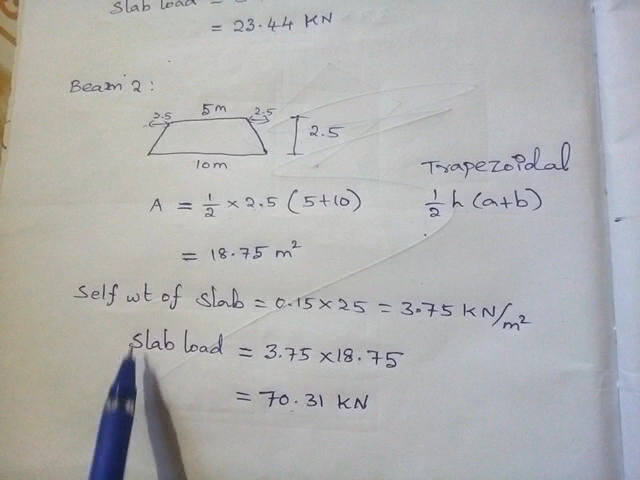 Slab load =
= 23.44 KN
Beam 2:
2.5 5m 2.5
2.5
10m
Trapezoidal
A = 1/2 × 2.5 (5+10)
1/2 h (a+b)
= 18.75 m²
Self wt of slab = 0.15×25 = 3.75 KN/m²
Slab load = 3.75 ×18.75
= 70.31 KN